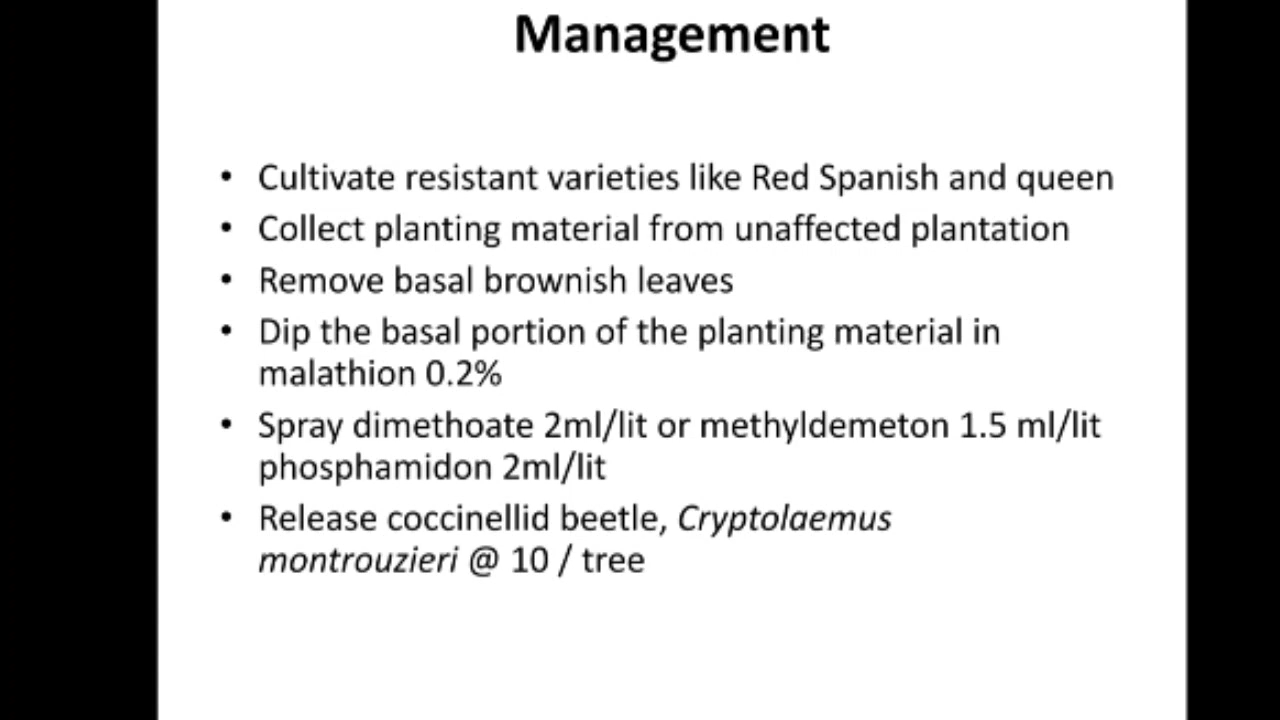 Management
• Cultivate resistant varieties like Red Spanish and queen
• Collect planting material from unaffected plantation
• Remove basal brownish leaves
• Dip the basal portion of the planting material in
malathion 0.2%
• Spray dimethoate 2ml/lit or methyldemeton 1.5 ml/lit
phosphamidon 2ml/lit
• Release coccinellid beetle, Cryptolaemus
montrouzieri @ 10 / tree